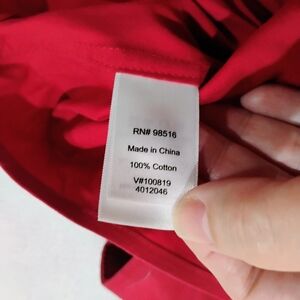 RN# 98516
Made in China
100% Cotton
V#100819
4012046